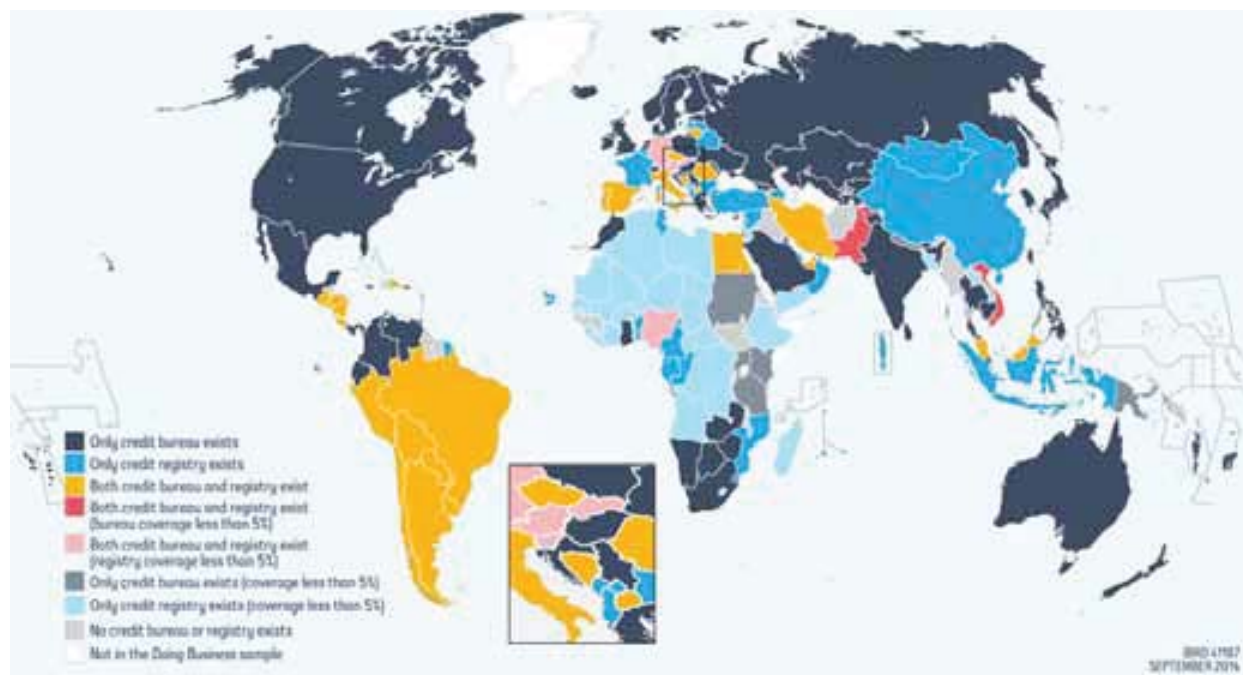 Only credit bureau exists
Only credit registry exists
Both credit bureau and registry exist
Both credit bureau and registry exist
(bureau coverage less than 5%)
Both credit bureau and registry exist
(registry coverage less than 5%)
Only credit bureau exists (coverage less than 5%)
Only credit registry exists (coverage less than 5%)
No credit bureau or registry exists
Not in the Doing Business sample
IBRD 41187
SEPTEMBER 2016